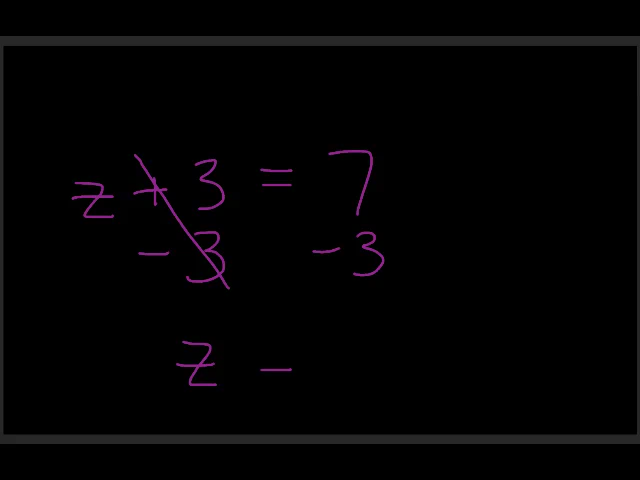 z + 3 = 7
- 3 - 3
z -